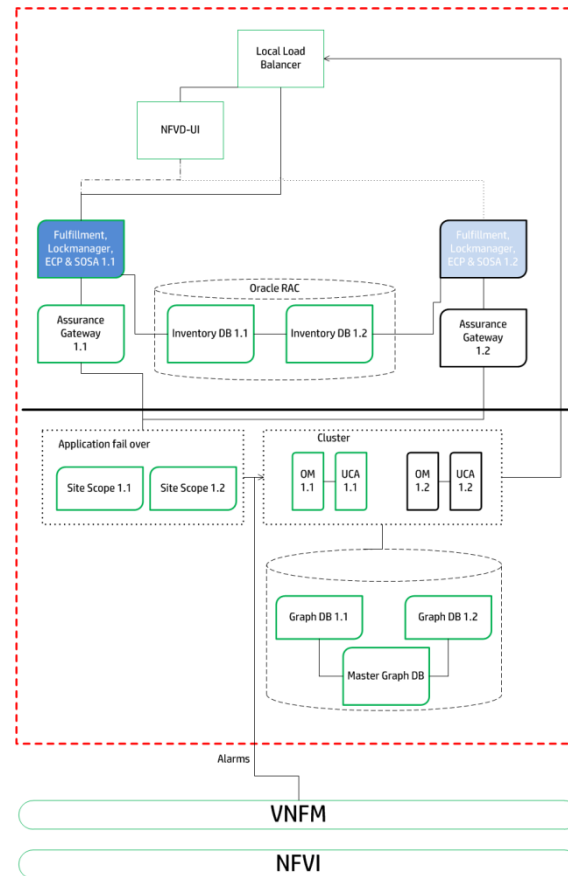 Local Load
Balancer
NFVD-UI
Fulfillment,
Lockmanager,
ECP & SOSA 1.1
Fulfillment,
Lockmanager,
ECP & SOSA 1.2
Oracle RAC
Assurance
Gateway
1.1
Inventory DB 1.1
Inventory DB 1.2
Assurance
Gateway
1.2
Application fail over
Cluster
Site Scope 1.1
Site Scope 1.2
OM
1.1
UCA
1.1
OM
1.2
UCA
1.2
Graph DB 1.1
Graph DB 1.2
Master Graph DB
Alarms
VNFM
NFVI